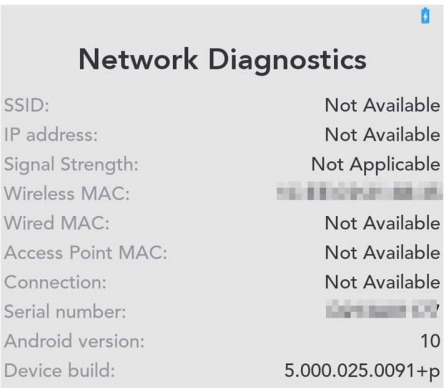 Network Diagnostics
SSID: Not Available
IP address: Not Available
Signal Strength: Not Applicable
Wireless MAC:
Wired MAC: Not Available
Access Point MAC: Not Available
Connection: Not Available
Serial number:
Android version: 10
Device build: 5.000.025.0091+p